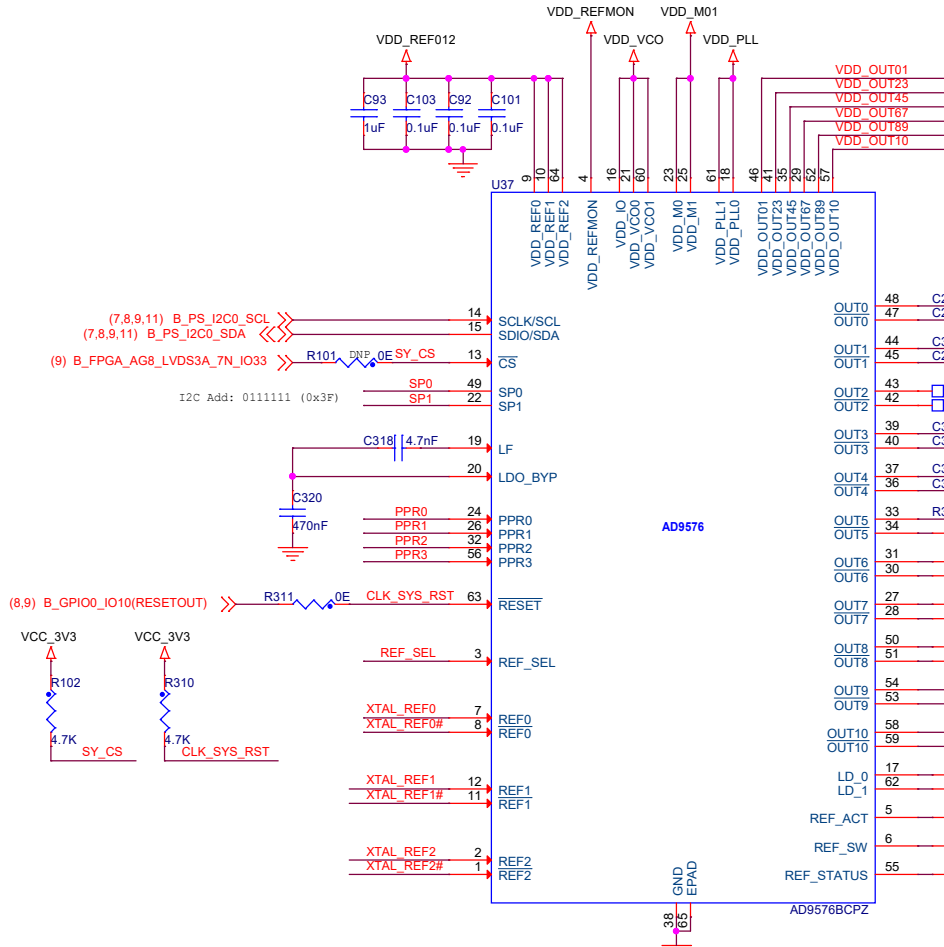 VDD_REFMON
VDD_M01
VDD_REF012
VDD_VCO
VDD_PLL
VDD_OUT01
VDD_OUT23
VDD_OUT45
VDD_OUT67
VDD_OUT89
VDD_OUT10
C93
C103
C92
C101
1uF
0.1uF
0.1uF
0.1uF
9
10
64
4
16
21
60
23
25
61
18
46
41
35
29
52
57
U37
VDD_REF0
VDD_REF1
VDD_REF2
VDD_REFMON
VDD_IO
VDD_VCO0
VDD_VCO1
VDD_M0
VDD_M1
VDD_PLL1
VDD_PLL0
VDD_OUT01
VDD_OUT23
VDD_OUT45
VDD_OUT67
VDD_OUT89
VDD_OUT10
(7,8,9,11) B_PS_I2C0_SCL 14 SCLK/SCL
(7,8,9,11) B_PS_I2C0_SDA 15 SDIO/SDA
(9) B_FPGA_AG8_LVDS3A_7N_IO33 R101 DNP 0E SY_CS 13 CS
I2C Add: 0111111 (0x3F)
SP0 49 SP0
SP1 22 SP1
C318 4.7nF 19 LF
20 LDO_BYP
C320
470nF
PPR0 24 PPR0
PPR1 26 PPR1
PPR2 32 PPR2
PPR3 56 PPR3
AD9576
(8,9) B_GPIO0_IO10(RESETOUT) R311 0E CLK_SYS_RST 63 RESET
VCC_3V3 VCC_3V3
R102 R310
4.7K 4.7K
SY_CS CLK_SYS_RST
REF_SEL 3 REF_SEL
XTAL_REF0 7 REF0
XTAL_REF0# 8 REF0
XTAL_REF1 12 REF1
XTAL_REF1# 11 REF1
XTAL_REF2 2 REF2
XTAL_REF2# 1 REF2
OUT0 48 C2
OUT0 47 C2
OUT1 44 C3
OUT1 45 C2
OUT2 43
OUT2 42
OUT3 39 C3
OUT3 40 C3
OUT4 37 C3
OUT4 36 C3
OUT5 33 R3
OUT5 34
OUT6 31
OUT6 30
OUT7 27
OUT7 28
OUT8 50
OUT8 51
OUT9 54
OUT9 53
OUT10 58
OUT10 59
LD_0 17
LD_1 62
REF_ACT 5
REF_SW 6
REF_STATUS 55
GND
EPAD
38
65
AD9576BCPZ